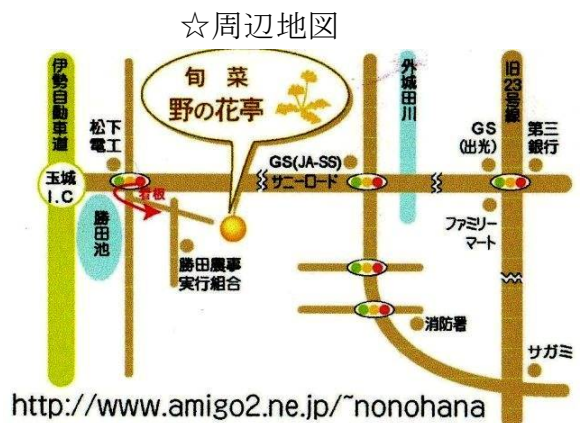 ☆周辺地図
伊勢自動車道
旬菜
野の花亭
外城田川
旧23号線
松下
電工
GS
(出光)
第三
銀行
GS(JA-SS)
サニーロード
玉城
I.C
看板
勝田池
ファミリー
マート
勝田農事
実行組合
消防署
サガミ
http://www.amigo2.ne.jp/~nonohana